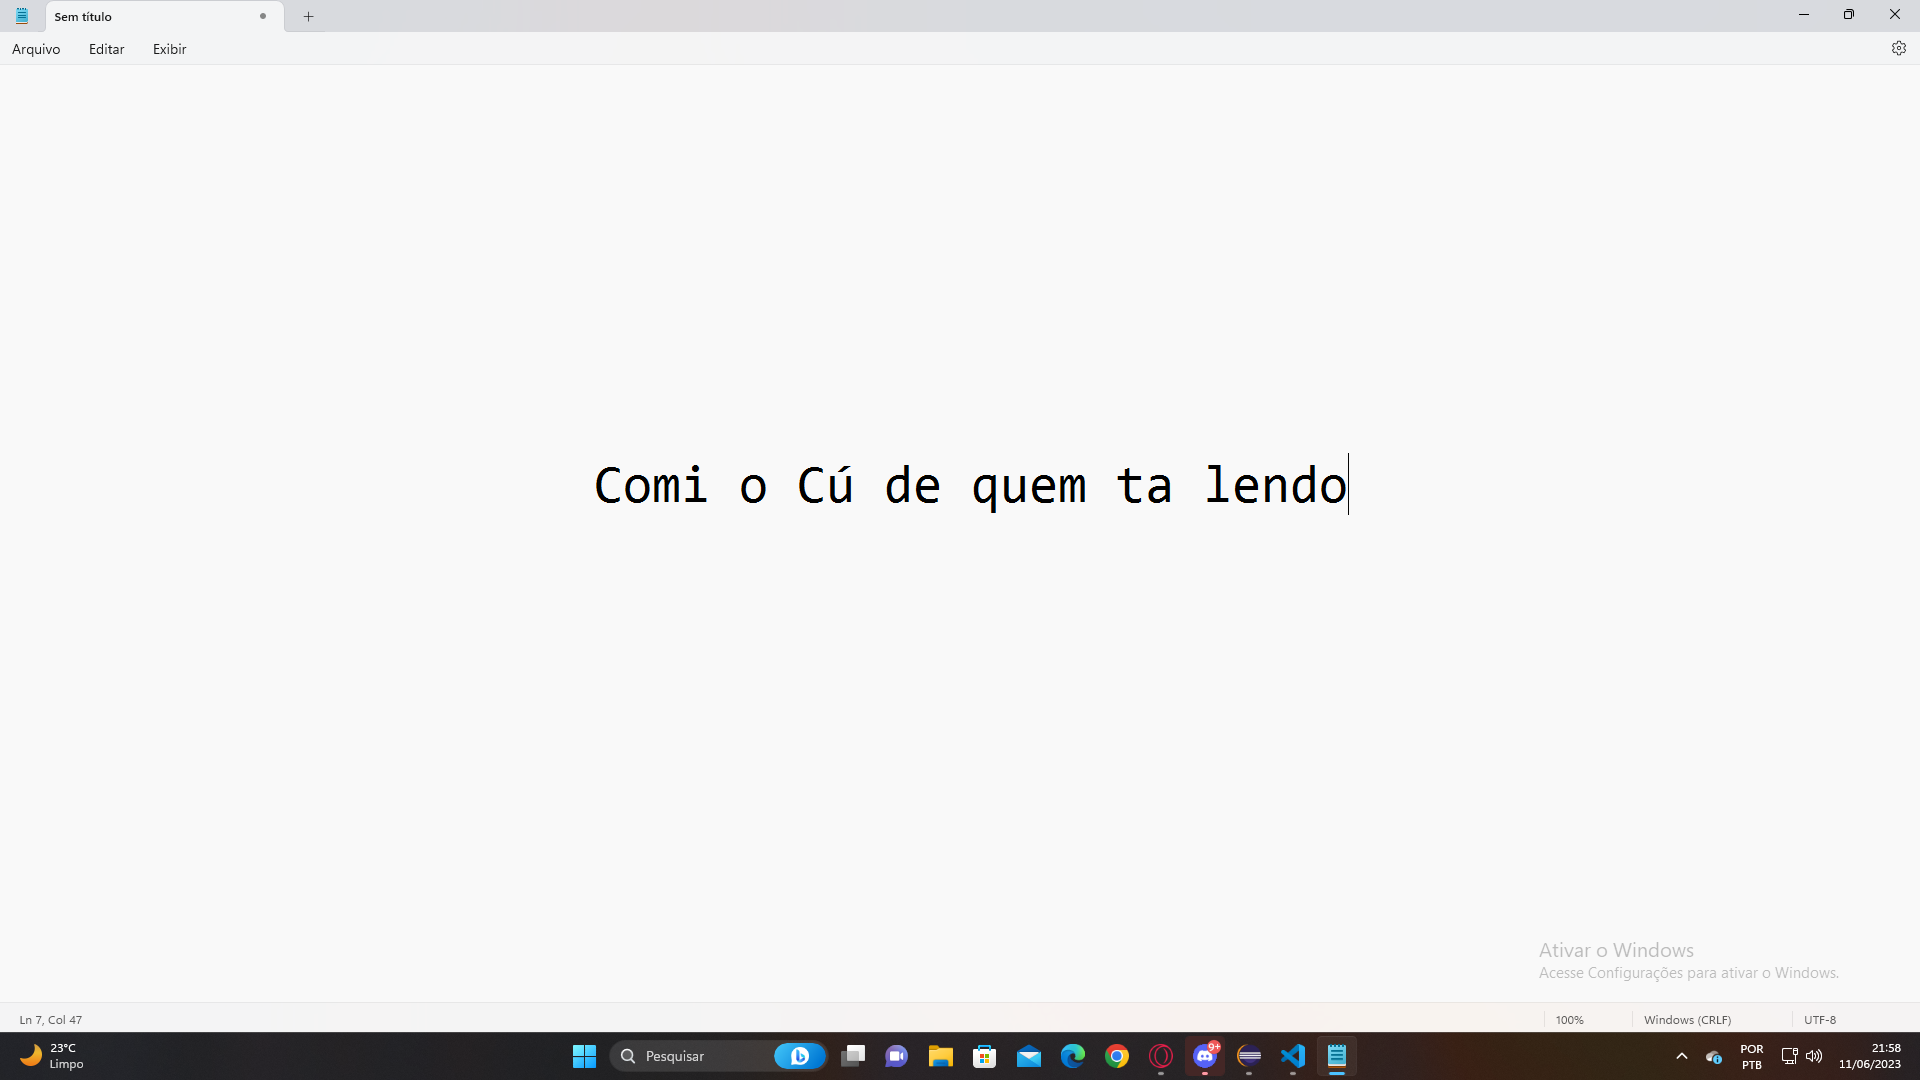 Sem título
Arquivo Editar Exibir
Comi o Cú de quem ta lendo
Ativar o Windows
Acesse Configurações para ativar o Windows.
Ln 7, Col 47
100%
Windows (CRLF)
UTF-8
23°C
Limpo
Pesquisar
9+
POR
PTB
21:58
11/06/2023